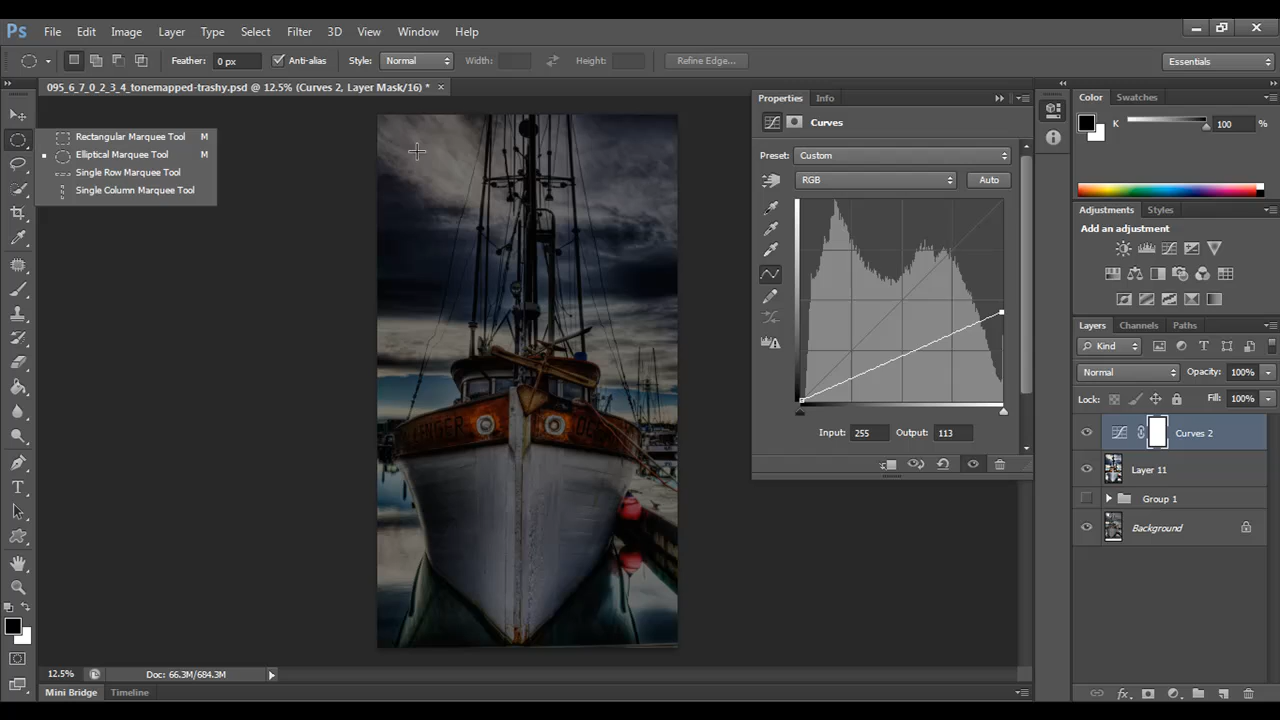 Ps File Edit Image Layer Type Select Filter 3D View Window Help
Feather: 0 px Anti-alias Style: Normal Width: Height: Refine Edge... Essentials
095_6_7_0_2_3_4_tonemapped-trashy.psd @ 12.5% (Curves 2, Layer Mask/16) * ×
Rectangular Marquee Tool M
Elliptical Marquee Tool M
Single Row Marquee Tool
Single Column Marquee Tool
Properties Info
Curves
Preset: Custom
RGB Auto
Input: 255 Output: 113
Color Swatches
K 100 %
Adjustments Styles
Add an adjustment
Layers Channels Paths
Kind
Normal Opacity: 100%
Lock: Fill: 100%
Curves 2
Layer 11
Group 1
Background
12.5% Doc: 66.3M/684.3M
Mini Bridge Timeline